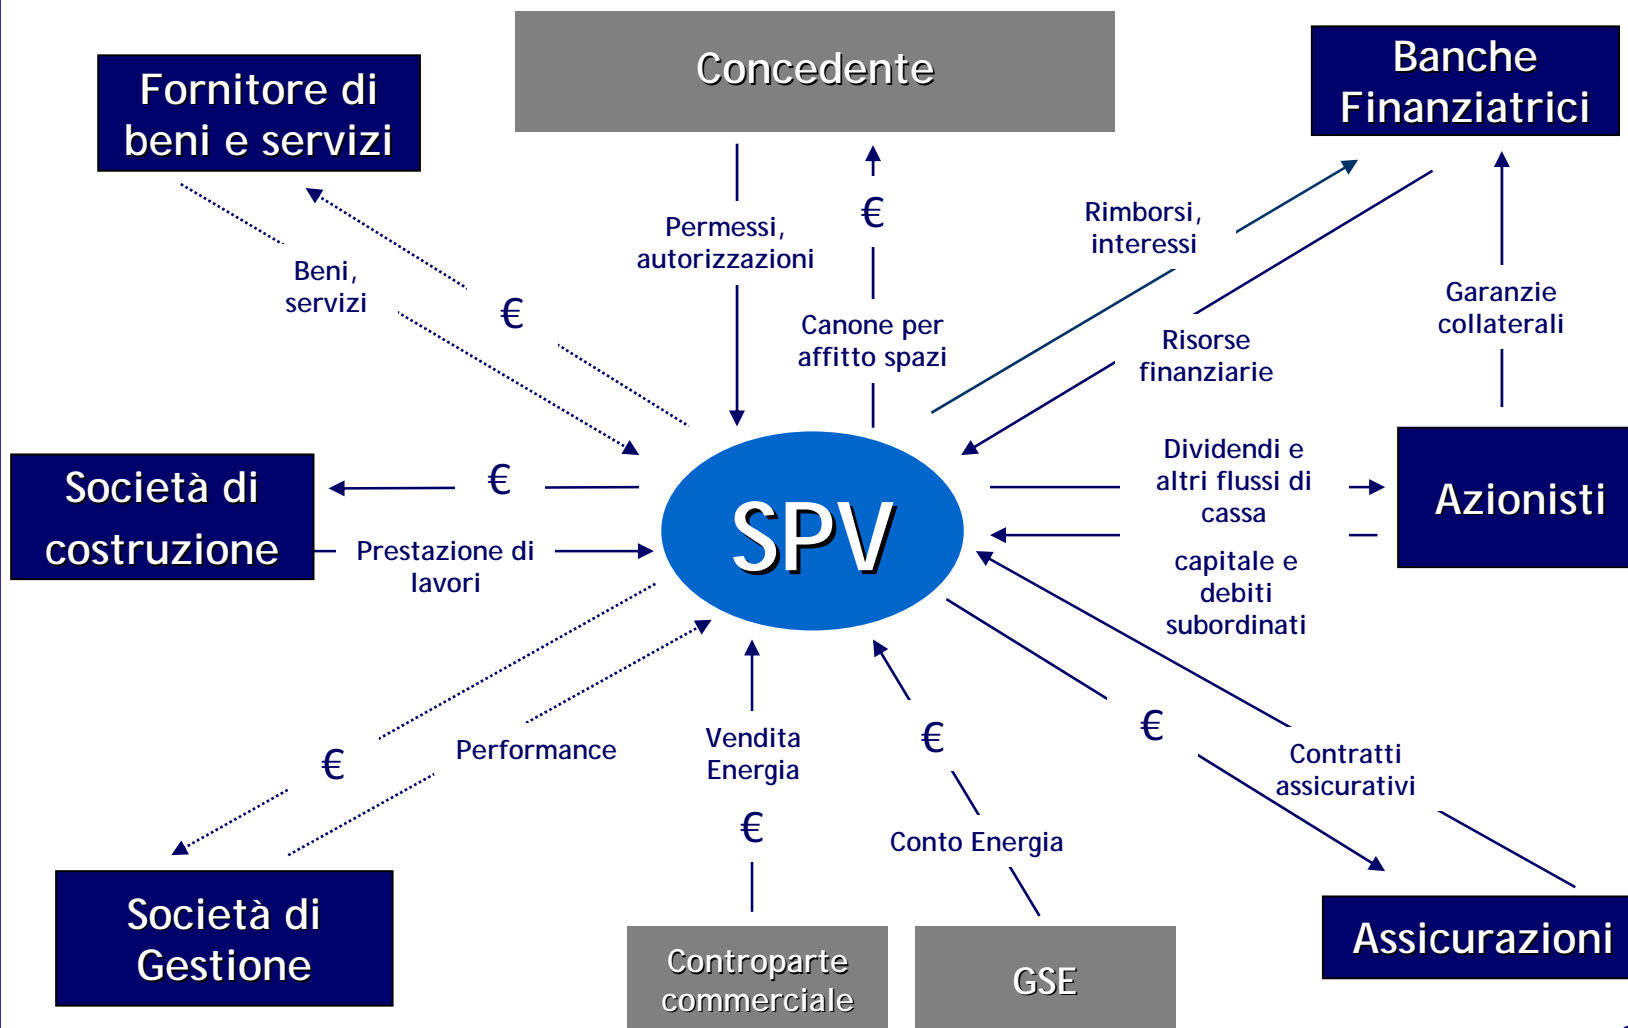 Concedente
Banche
Finanziatrici
Fornitore di
beni e servizi
Permessi,
autorizzazioni
€
Canone per
affitto spazi
Rimborsi,
interessi
Risorse
finanziarie
Garanzie
collaterali
Beni,
servizi
€
Società di
costruzione
€
Prestazione di
lavori
SPV
Dividendi e
altri flussi di
cassa
capitale e
debiti
subordinati
Azionisti
€
Performance
Vendita
Energia
€
€
Conto Energia
€
Contratti
assicurativi
Società di
Gestione
Controparte
commerciale
GSE
Assicurazioni